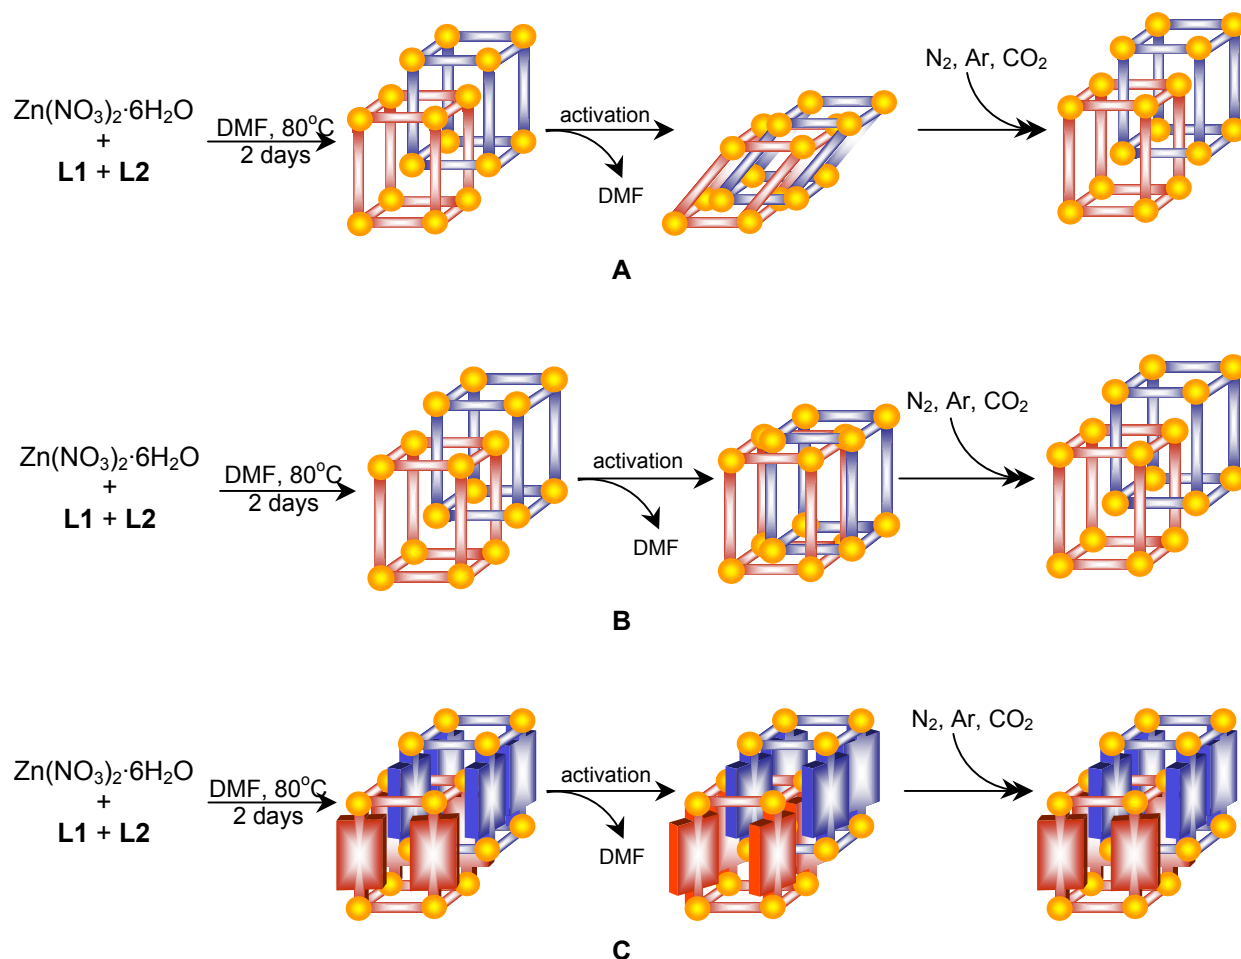 N₂, Ar, CO₂
Zn(NO₃)₂·6H₂O
+
L1 + L2
DMF, 80°C
2 days
activation
DMF
A
N₂, Ar, CO₂
Zn(NO₃)₂·6H₂O
+
L1 + L2
DMF, 80°C
2 days
activation
DMF
B
N₂, Ar, CO₂
Zn(NO₃)₂·6H₂O
+
L1 + L2
DMF, 80°C
2 days
activation
DMF
C